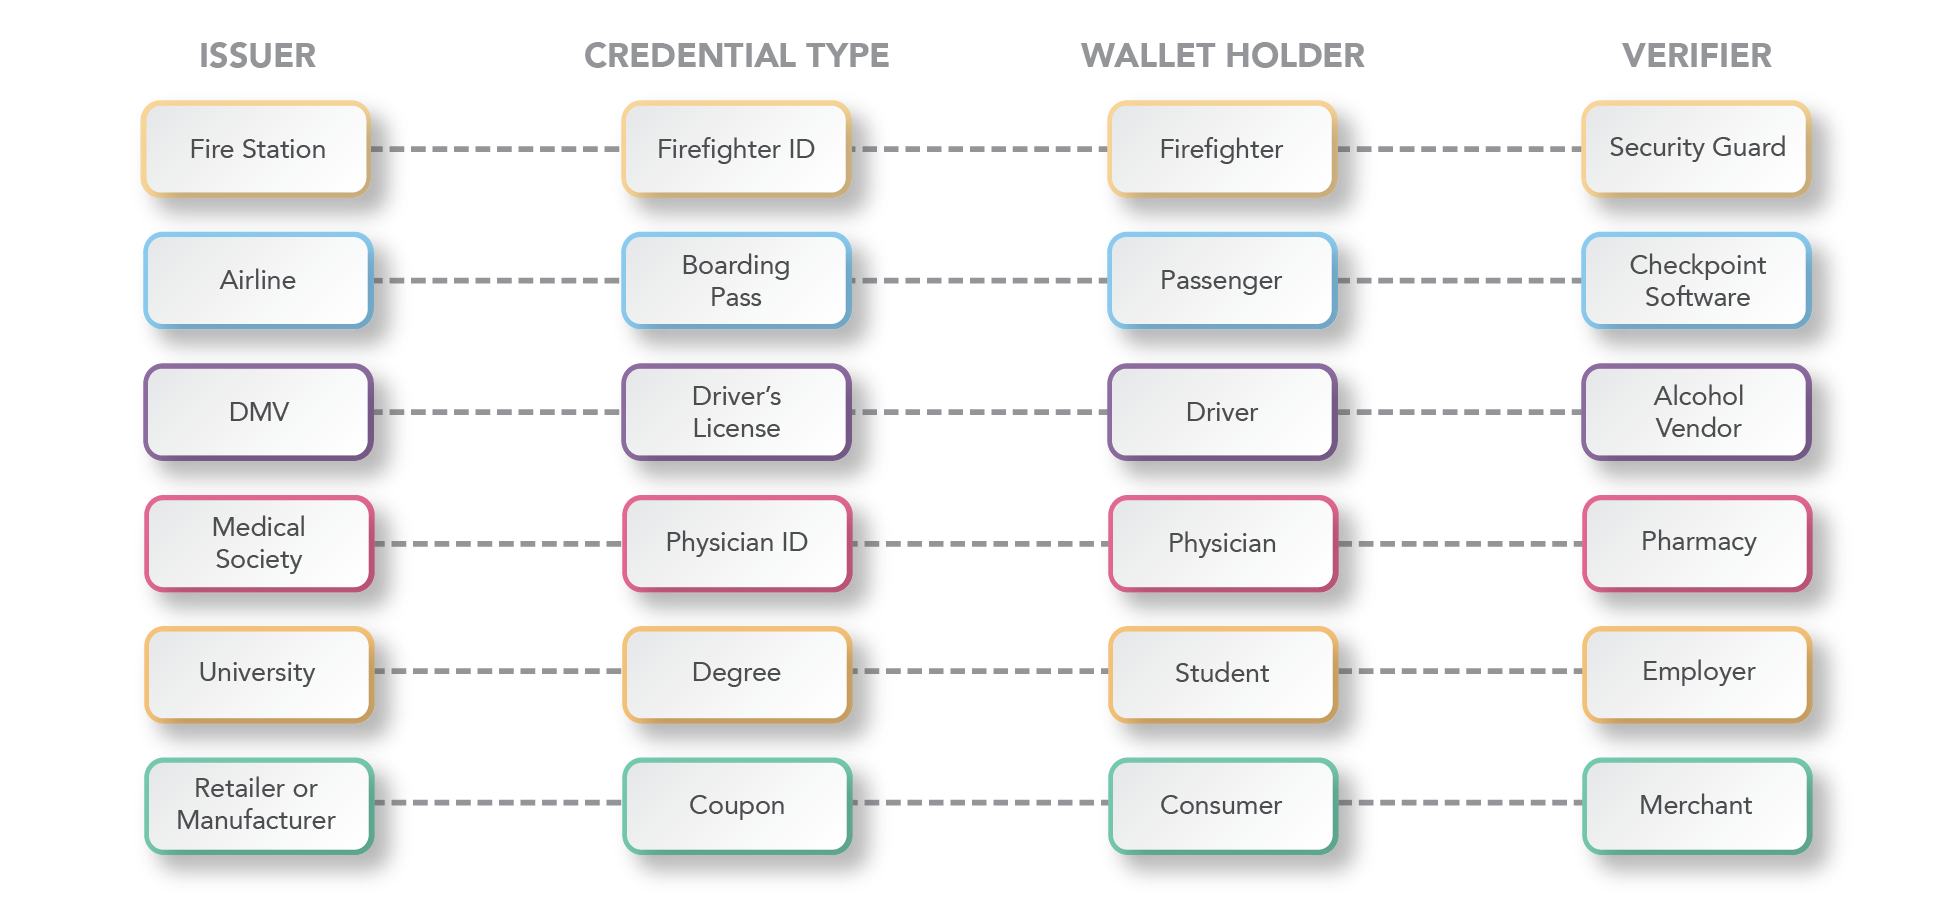 ISSUER CREDENTIAL TYPE WALLET HOLDER VERIFIER
Fire Station Firefighter ID Firefighter Security Guard
Airline
Boarding
Pass
Passenger
Checkpoint
Software
DMV
Driver’s
License
Driver
Alcohol
Vendor
Medical
Society
Physician ID
Physician
Pharmacy
University Degree Student Employer
Retailer or
Manufacturer
Coupon
Consumer
Merchant